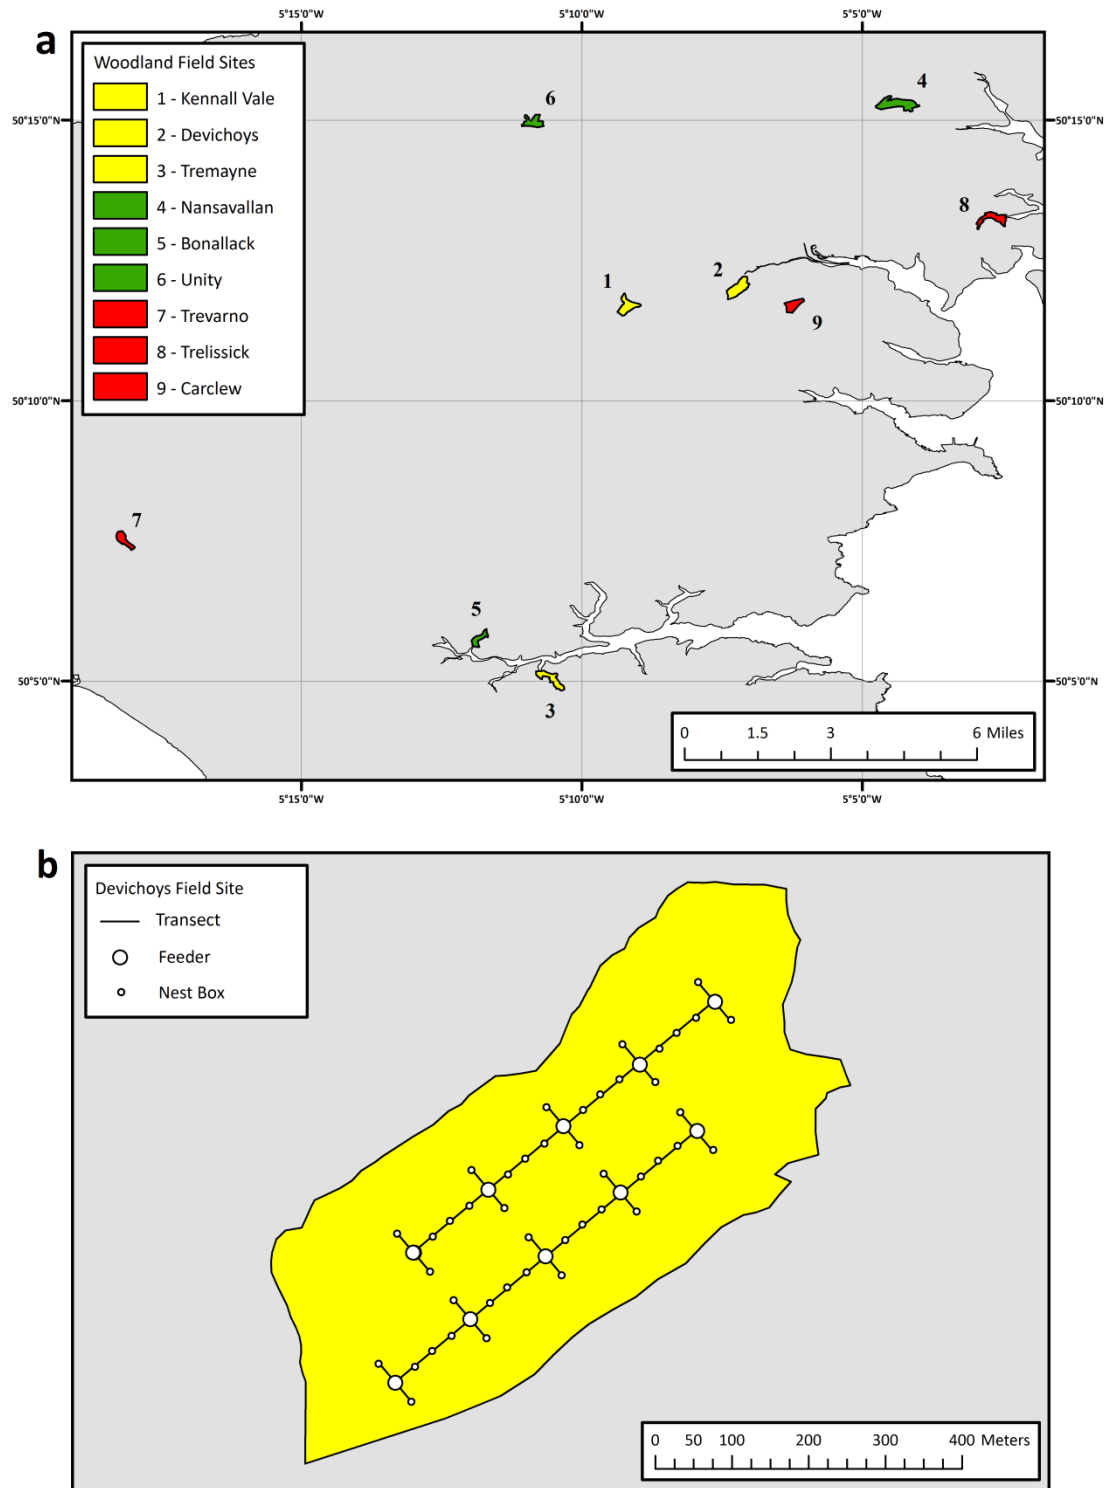 a
5°15'0"W 5°10'0"W 5°5'0"W
Woodland Field Sites
1 - Kennall Vale
2 - Devichoys
3 - Tremayne
4 - Nansavallan
5 - Bonallack
6 - Unity
7 - Trevarno
8 - Trelissick
9 - Carclew
6
4
50°15'0"N 50°15'0"N
8
2
1
9
50°10'0"N 50°10'0"N
7
5
50°5'0"N 50°5'0"N
3
0 1.5 3 6 Miles
5°15'0"W 5°10'0"W 5°5'0"W
b
Devichoys Field Site
Transect
Feeder
Nest Box
0 50 100 200 300 400 Meters